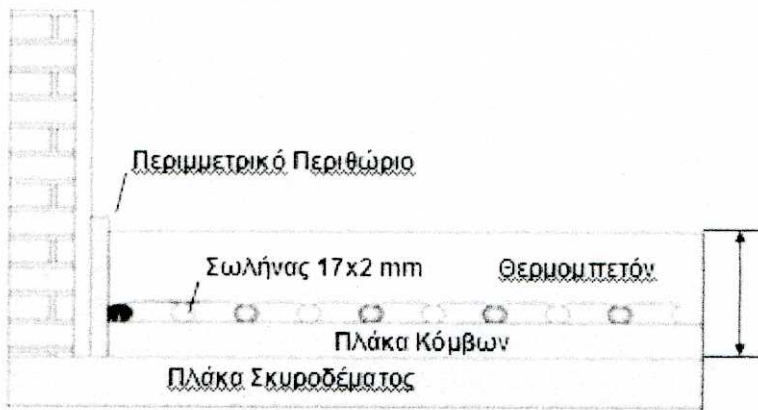 Περιμμετρικό Περιθώριο
Σωλήνας 17x2 mm
Θερμομπετόν
Πλάκα Κόμβων
Πλάκα Σκυροδέματος